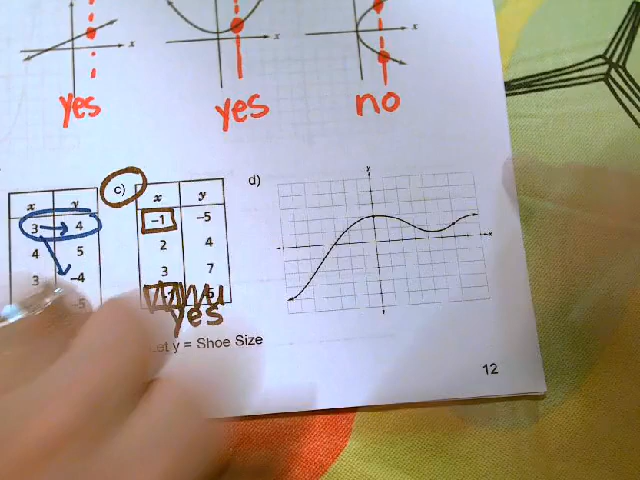 x
x
x
yes
yes
no
c)
d)
x y
x y
y
3 → 4
-1 -5
4 5
2 4
x
3 -4
3 7
yes
y = Shoe Size
12